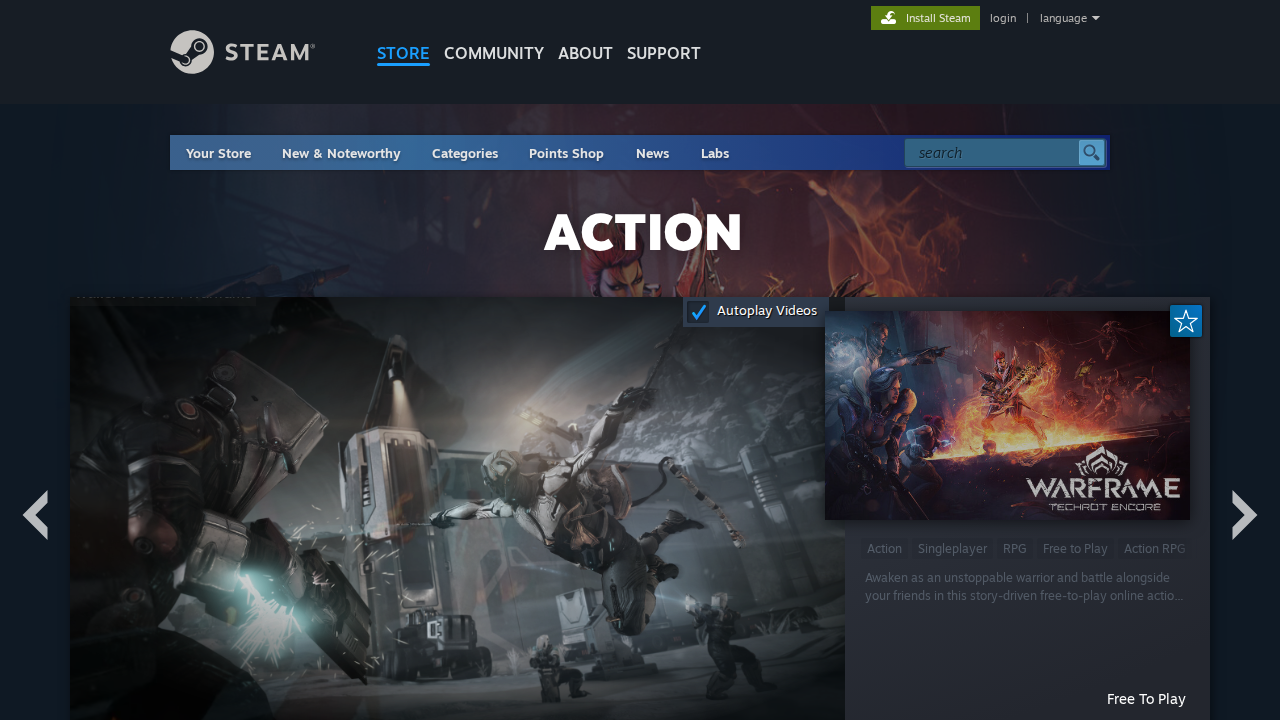 Install Steam
login | language
STEAM®
STORE COMMUNITY ABOUT SUPPORT
Your Store New & Noteworthy Categories Points Shop News Labs
search
ACTION
Autoplay Videos
WARFRAME
TECHROT ENCORE
Action Singleplayer RPG Free to Play Action RPG
Awaken as an unstoppable warrior and battle alongside
your friends in this story-driven free-to-play online actio...
Free To Play